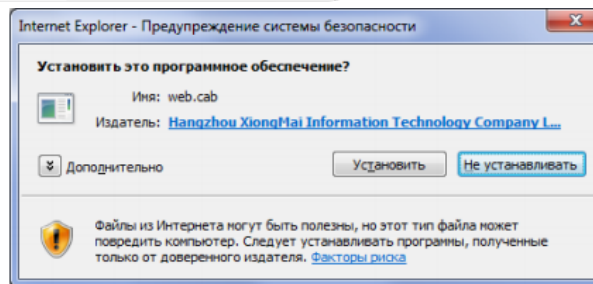 Internet Explorer - Предупреждение системы безопасности
Установить это программное обеспечение?
Имя: web.cab
Издатель: Hangzhou XiongMai Information Technology Company L...
Дополнительно
Установить
Не устанавливать
Файлы из Интернета могут быть полезны, но этот тип файла может
повредить компьютер. Следует устанавливать программы, полученные
только от доверенного издателя. Факторы риска